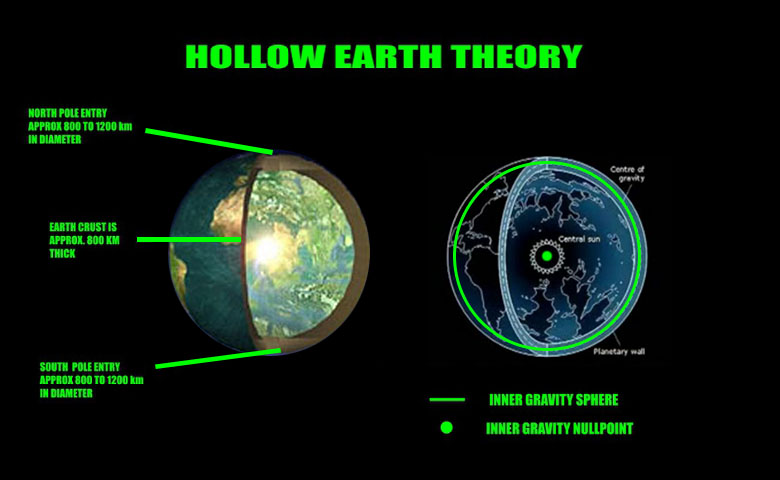 HOLLOW EARTH THEORY
NORTH POLE ENTRY
APPROX 800 TO 1200 km
IN DIAMETER
EARTH CRUST IS
APPROX. 800 KM
THICK
SOUTH POLE ENTRY
APPROX 800 TO 1200 km
IN DIAMETER
Centre of
gravity
Central sun
Planetary wall
INNER GRAVITY SPHERE
INNER GRAVITY NULLPOINT